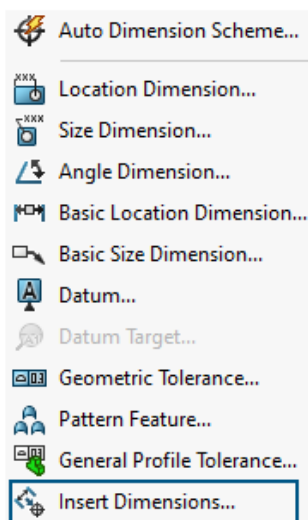 Auto Dimension Scheme...
Location Dimension...
Size Dimension...
Angle Dimension...
Basic Location Dimension...
Basic Size Dimension...
Datum...
Datum Target...
Geometric Tolerance...
Pattern Feature...
General Profile Tolerance...
Insert Dimensions...